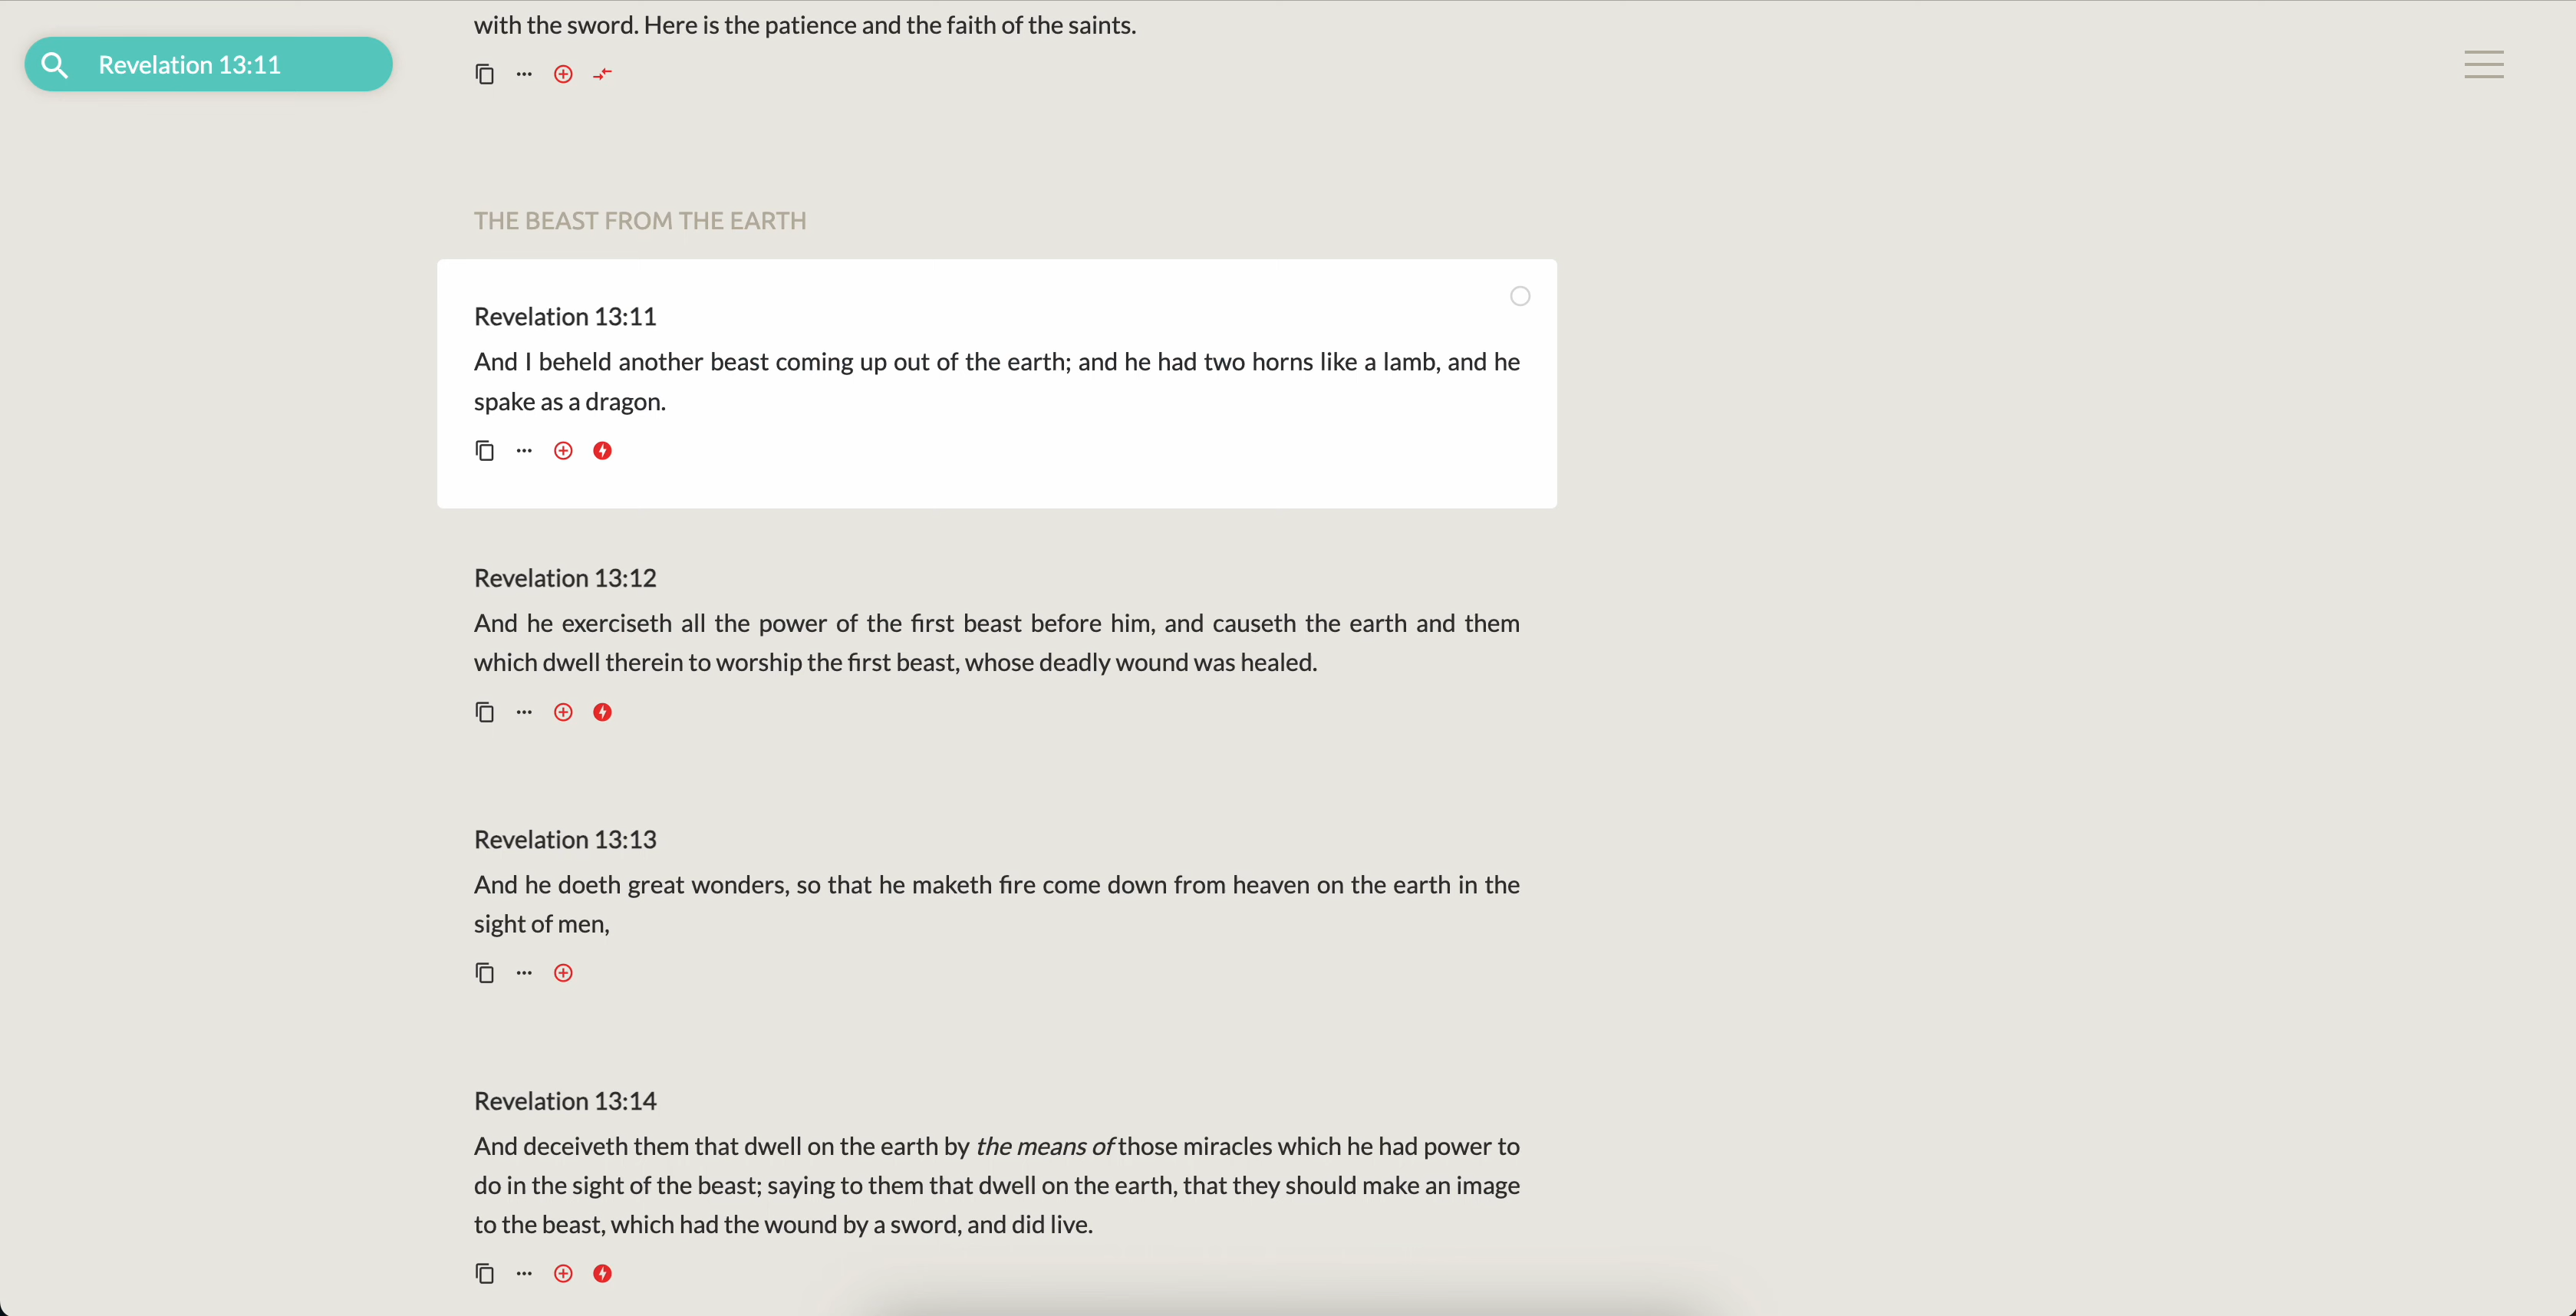 with the sword. Here is the patience and the faith of the saints.
Revelation 13:11
THE BEAST FROM THE EARTH
Revelation 13:11
And I beheld another beast coming up out of the earth; and he had two horns like a lamb, and he
spake as a dragon.
Revelation 13:12
And he exerciseth all the power of the first beast before him, and causeth the earth and them
which dwell therein to worship the first beast, whose deadly wound was healed.
Revelation 13:13
And he doeth great wonders, so that he maketh fire come down from heaven on the earth in the
sight of men,
Revelation 13:14
And deceiveth them that dwell on the earth by the means of those miracles which he had power to
do in the sight of the beast; saying to them that dwell on the earth, that they should make an image
to the beast, which had the wound by a sword, and did live.